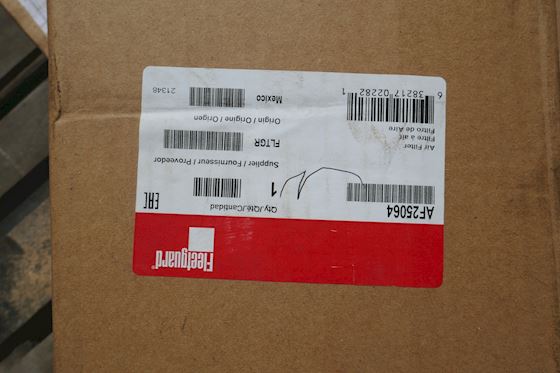 Fleetguard®
AF25064
Qty./Qté/Cantidad
1
EAC
Air Filter
Filtre à air
Filtro de Aire
Supplier / Fournisseur / Proveedor
FLTGR
Origin / Origine / Origen
Mexico
21348
6 38217 02282 1